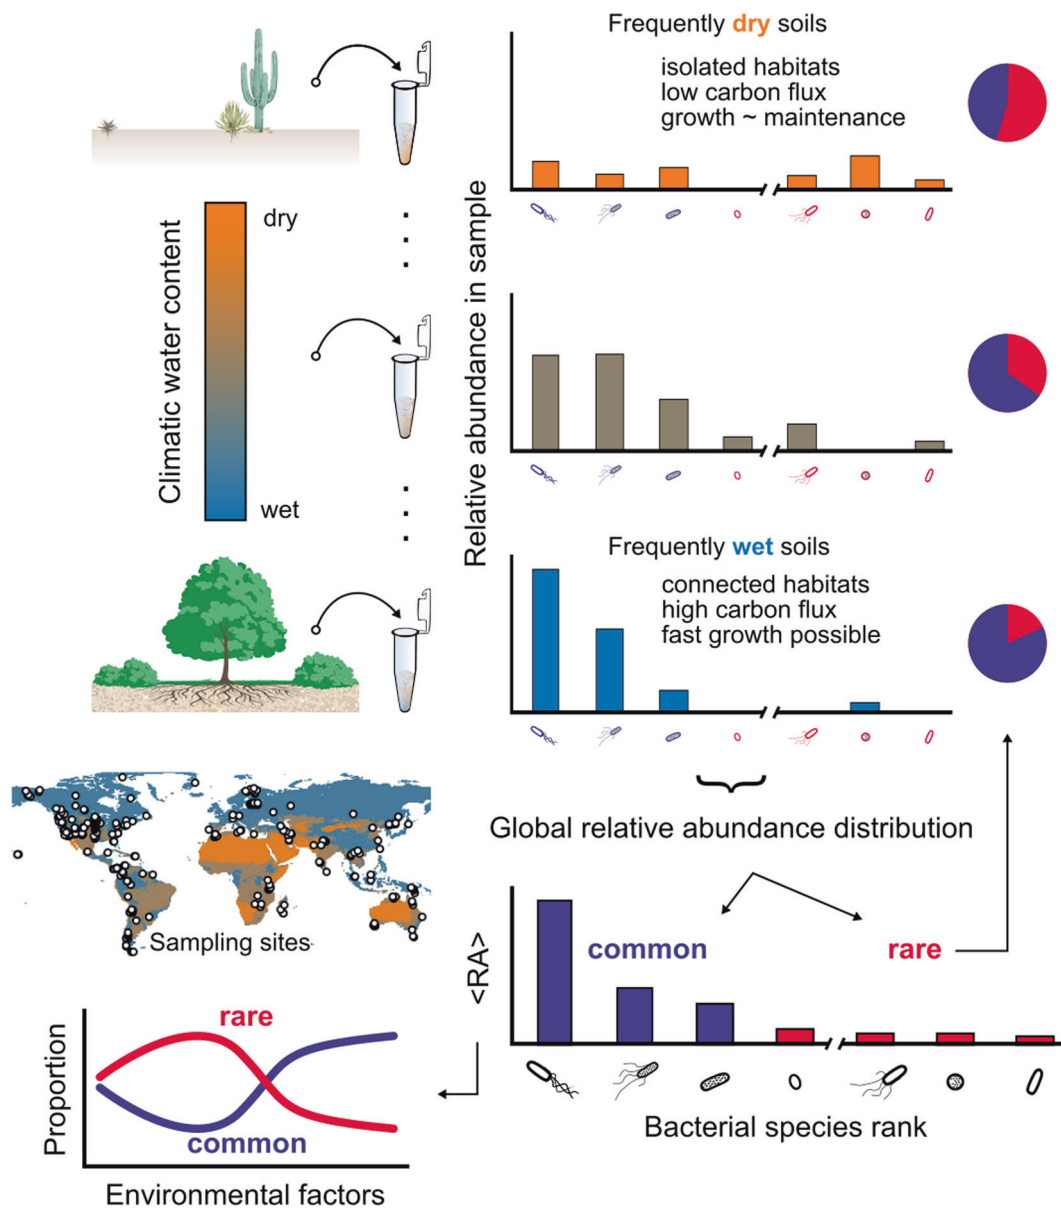 Frequently dry soils
isolated habitats
low carbon flux
growth ~ maintenance
dry
Climatic water content
wet
Relative abundance in sample
Frequently wet soils
connected habitats
high carbon flux
fast growth possible
Global relative abundance distribution
Sampling sites
common
rare
<RA>
Bacterial species rank
rare
Proportion
common
Environmental factors